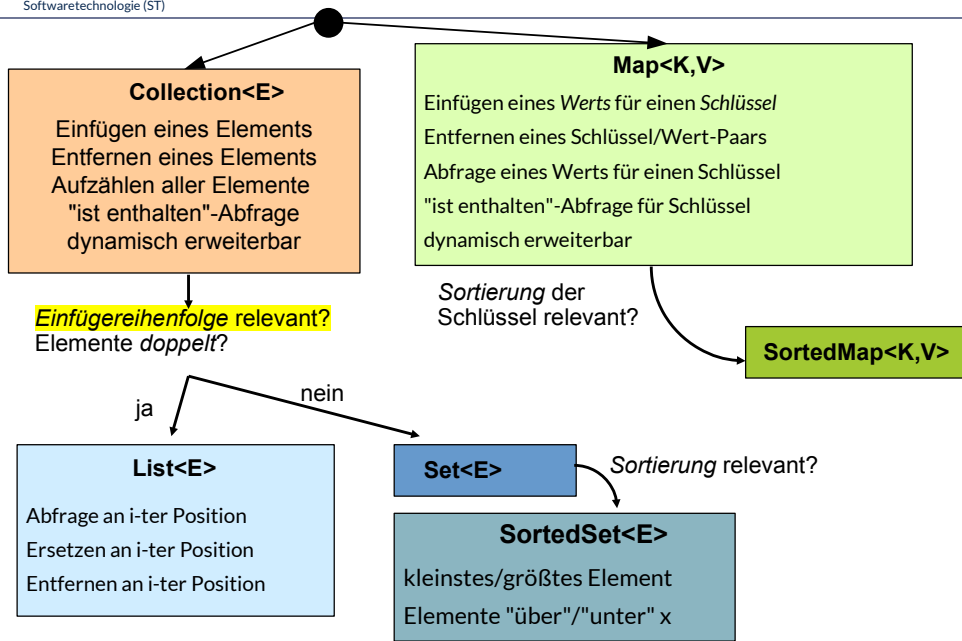 Softwaretechnologie (ST)
Collection<E>
Einfügen eines Elements
Entfernen eines Elements
Aufzählen aller Elemente
"ist enthalten"-Abfrage
dynamisch erweiterbar
Map<K,V>
Einfügen eines Werts für einen Schlüssel
Entfernen eines Schlüssel/Wert-Paars
Abfrage eines Werts für einen Schlüssel
"ist enthalten"-Abfrage für Schlüssel
dynamisch erweiterbar
Einfügereihenfolge relevant?
Elemente doppelt?
Sortierung der
Schlüssel relevant?
SortedMap<K,V>
ja
nein
List<E>
Abfrage an i-ter Position
Ersetzen an i-ter Position
Entfernen an i-ter Position
Set<E>
Sortierung relevant?
SortedSet<E>
kleinstes/größtes Element
Elemente "über"/"unter" x